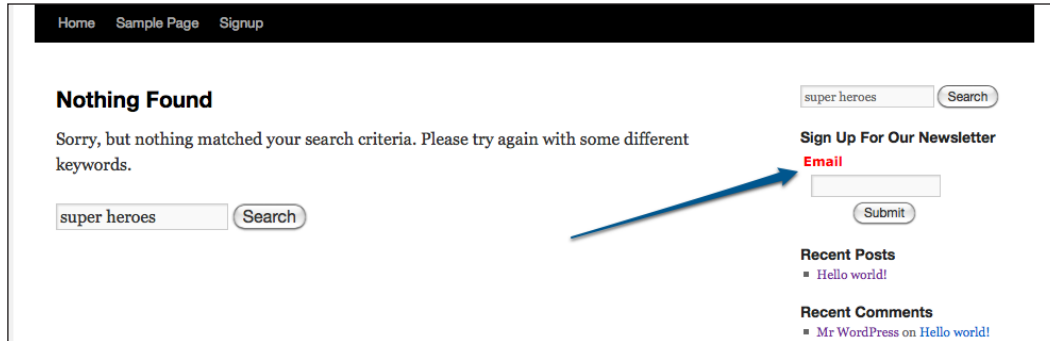 Home Sample Page Signup
Nothing Found
Sorry, but nothing matched your search criteria. Please try again with some different
keywords.
super heroes Search
super heroes Search
Sign Up For Our Newsletter
Email
Submit
Recent Posts
Hello world!
Recent Comments
Mr WordPress on Hello world!